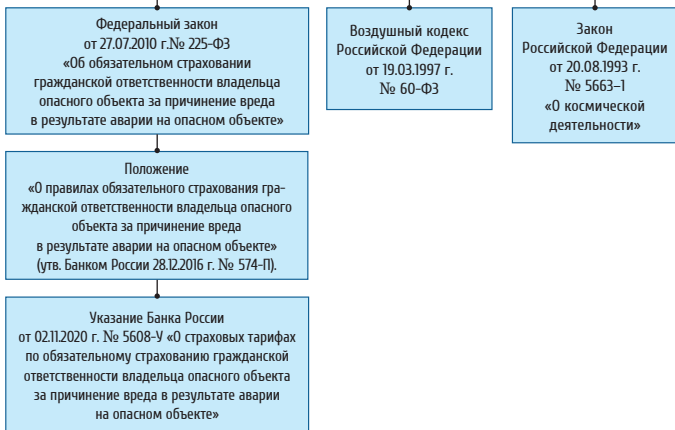 Федеральный закон
от 27.07.2010 г.№ 225-ФЗ
«Об обязательном страховании
гражданской ответственности владельца
опасного объекта за причинение вреда
в результате аварии на опасном объекте»
Воздушный кодекс
Российской Федерации
от 19.03.1997 г.
№ 60-ФЗ
Закон
Российской Федерации
от 20.08.1993 г.
№ 5663–1
«О космической
деятельности»
Положение
«О правилах обязательного страхования гра-
жданской ответственности владельца опасного
объекта за причинение вреда
в результате аварии на опасном объекте»
(утв. Банком России 28.12.2016 г. № 574-П).
Указание Банка России
от 02.11.2020 г. № 5608-У «О страховых тарифах
по обязательному страхованию гражданской
ответственности владельца опасного объекта
за причинение вреда в результате аварии
на опасном объекте»